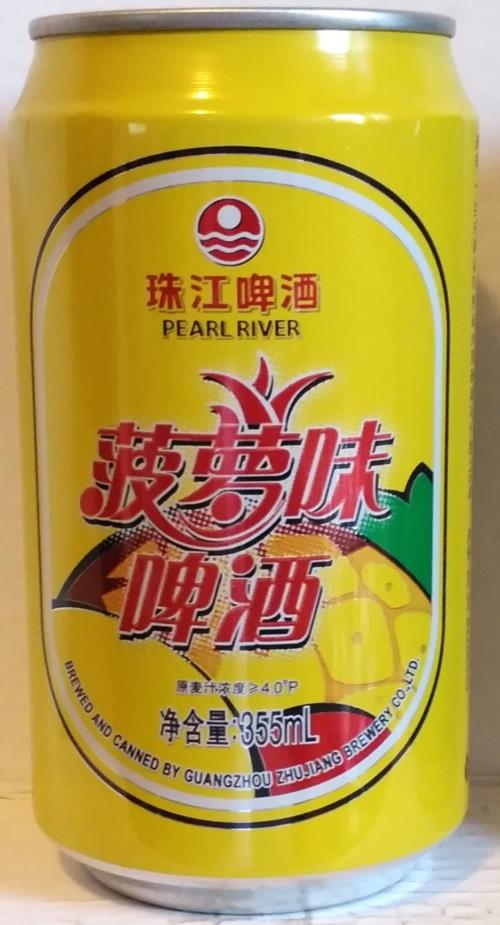 珠江啤酒
PEARL RIVER
菠萝味
啤酒
原麦汁浓度≥4.0°P
净含量:355mL
BREWED AND CANNED BY GUANGZHOU ZHUJIANG BREWERY CO.,LTD.